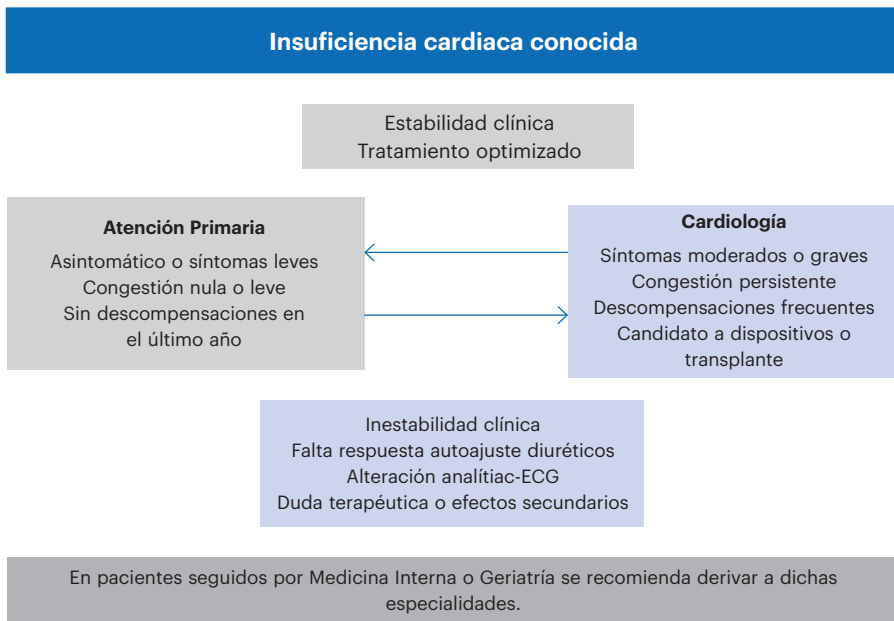 Insuficiencia cardiaca conocida
Estabilidad clínica
Tratamiento optimizado
Atención Primaria
Asintomático o síntomas leves
Congestión nula o leve
Sin descompensaciones en
el último año
Cardiología
Síntomas moderados o graves
Congestión persistente
Descompensaciones frecuentes
Candidato a dispositivos o
transplante
Inestabilidad clínica
Falta respuesta autoajuste diuréticos
Alteración analítiac-ECG
Duda terapéutica o efectos secundarios
En pacientes seguidos por Medicina Interna o Geriatría se recomienda derivar a dichas
especialidades.